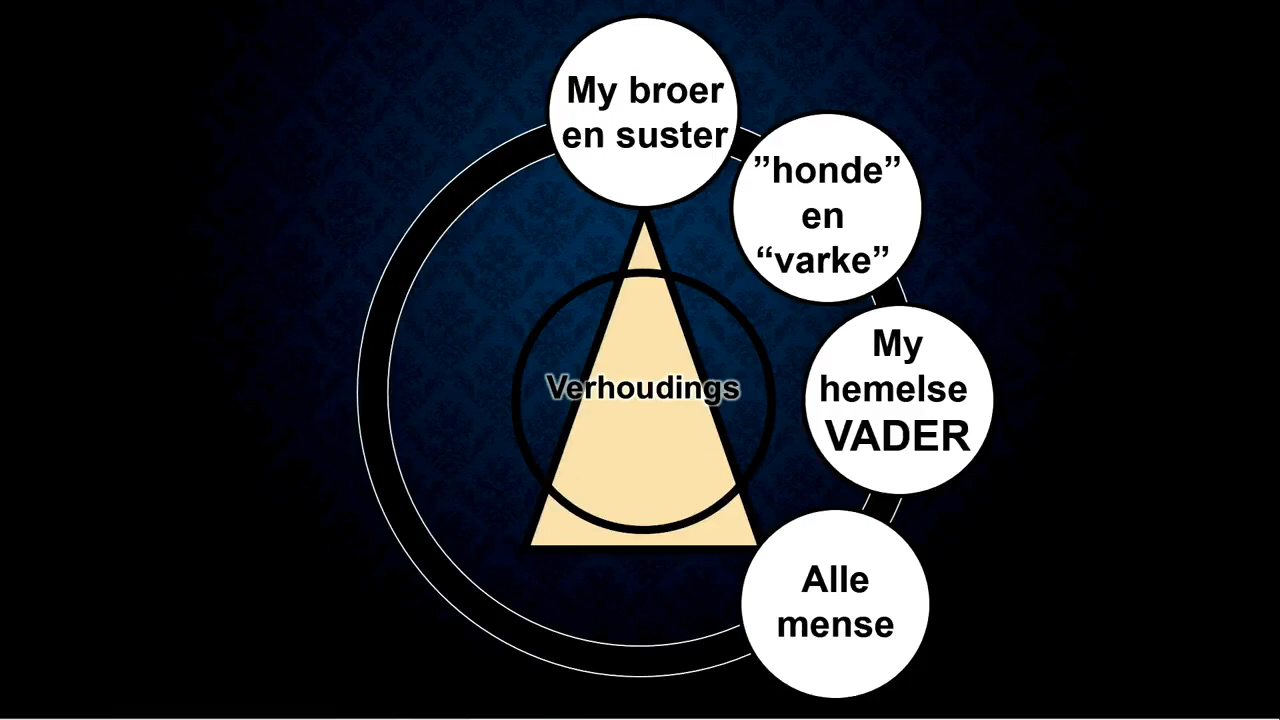 My broer
en suster
”honde”
en
“varke”
My
hemelse
VADER
Verhoudings
Alle
mense